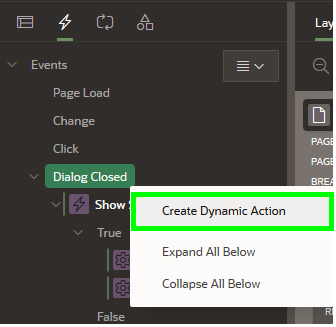 Lay
Events
Page Load
Change
Click
PAGE
Dialog Closed
PAGE
BREA
Show S
Create Dynamic Action
True
Expand All Below
Collapse All Below
False
RE